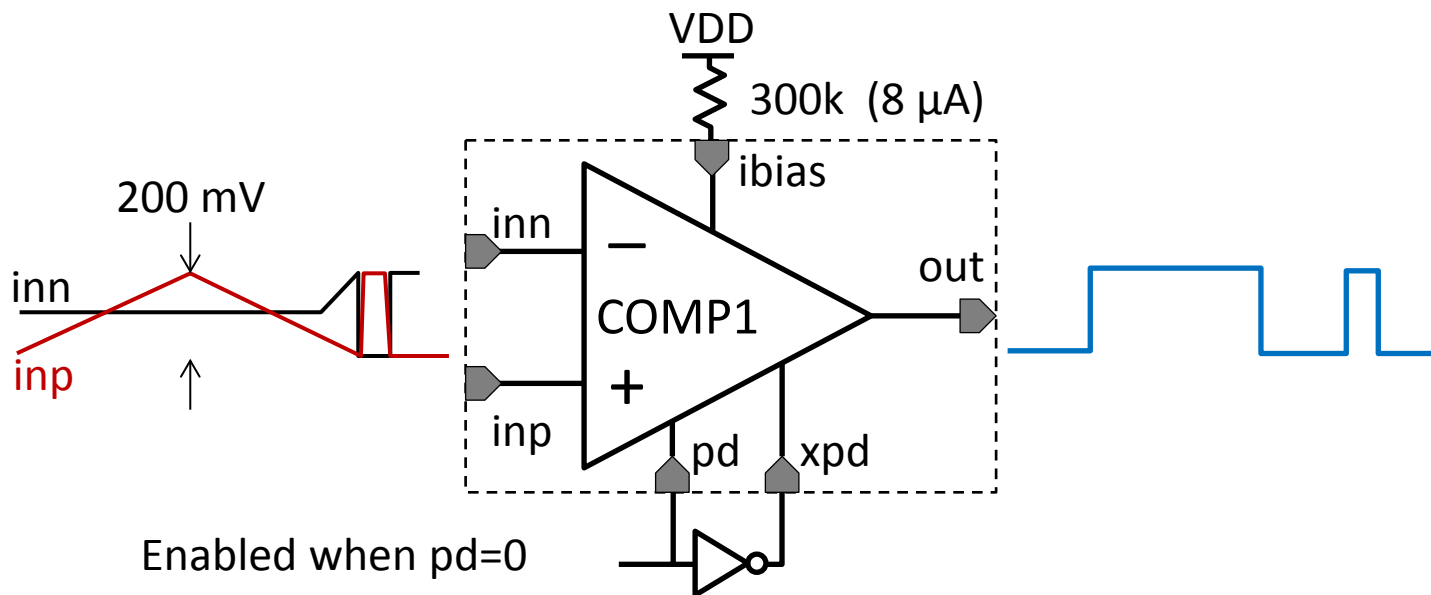 VDD
300k (8 µA)
ibias
200 mV
inn
inn
−
out
COMP1
inp
+
inp
pd
xpd
Enabled when pd=0